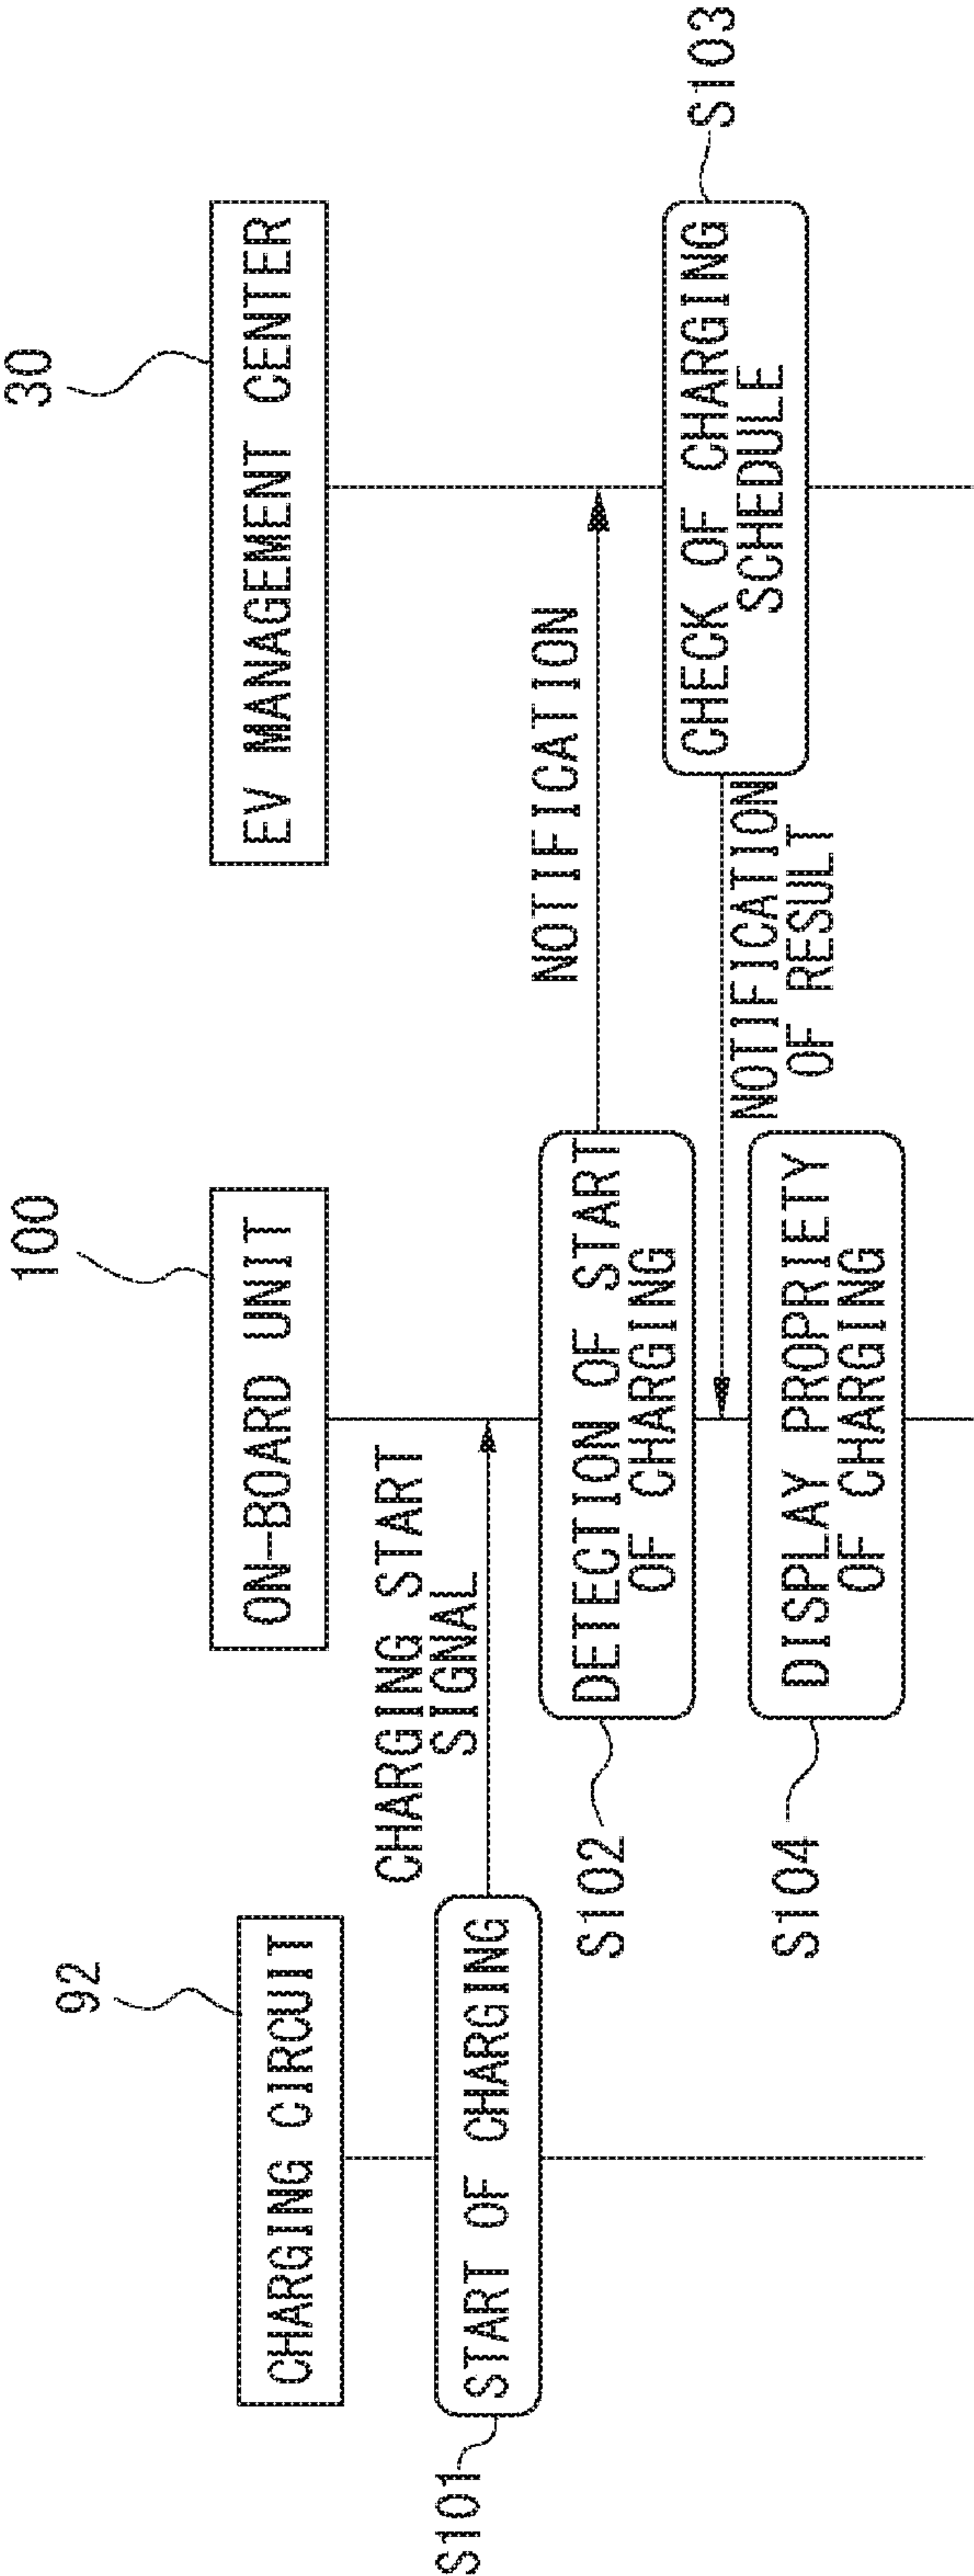 92
100
30
CHARGING CIRCUIT
ON-BOARD UNIT
EV MANAGEMENT CENTER
CHARGING START
SIGNAL
S101
START OF CHARGING
NOTIFICATION
S102
DETECTION OF START
OF CHARGING
CHECK OF CHARGING
SCHEDULE
S103
NOTIFICATION
OF RESULT
S104
DISPLAY PROPRIETY
OF CHARGING